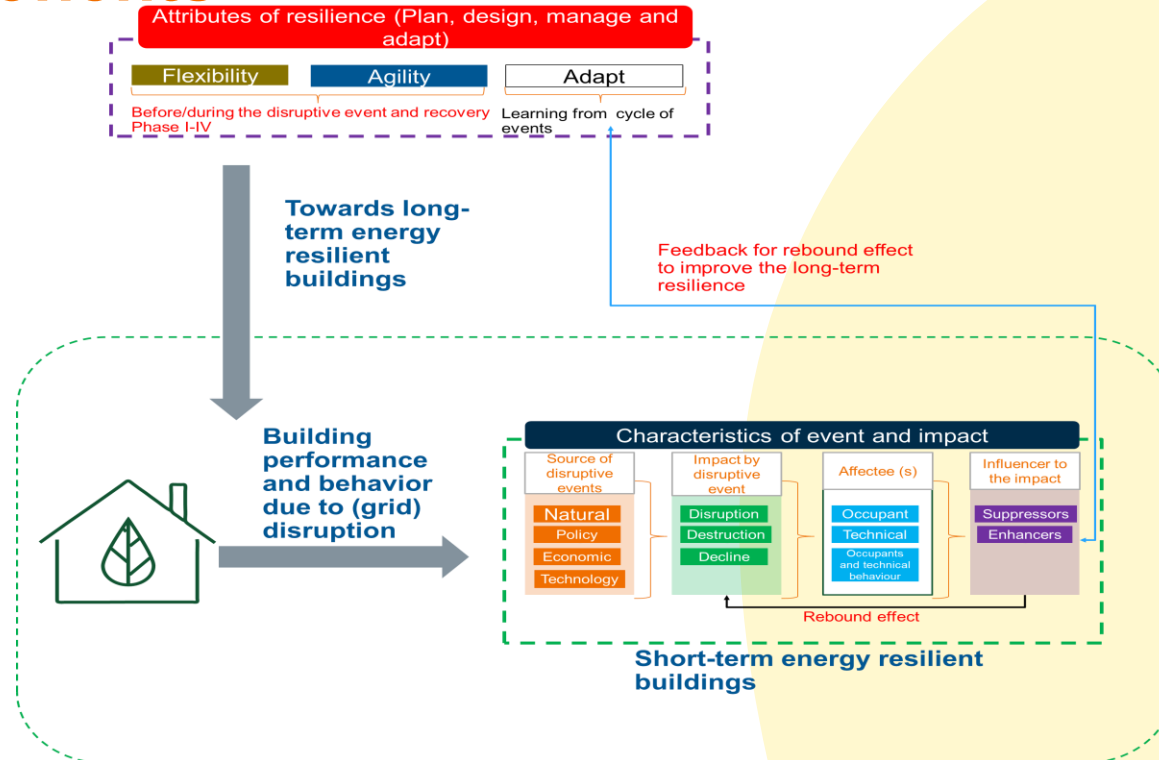 Attributes of resilience (Plan, design, manage and
adapt)
Flexibility
Agility
Adapt
Before/during the disruptive event and recovery
Phase I-IV
Learning from cycle of
events
Towards long-
term energy
resilient
buildings
Feedback for rebound effect
to improve the long-term
resilience
Building
performance
and behavior
due to (grid)
disruption
Characteristics of event and impact
Source of
disruptive
events
Impact by
disruptive
event
Affectee (s)
Influencer to
the impact
Natural
Policy
Economic
Technology
Disruption
Destruction
Decline
Occupant
Technical
Occupants
and technical
behaviour
Suppressors
Enhancers
Rebound effect
Short-term energy resilient
buildings